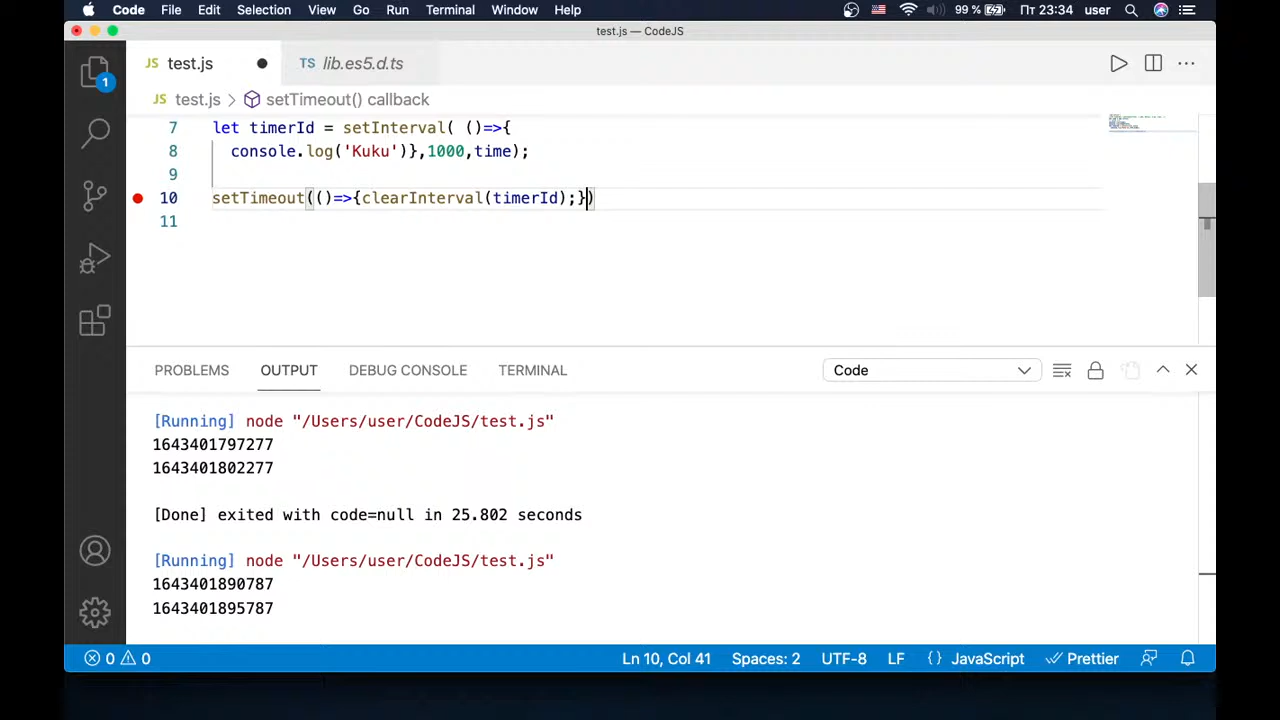 Code File Edit Selection View Go Run Terminal Window Help 99 % Пт 23:34 user
test.js — CodeJS
JS test.js TS lib.es5.d.ts
1
JS test.js > setTimeout() callback
7 let timerId = setInterval( ()=>{
8 console.log('Kuku')},1000,time);
9
10 setTimeout(()=>{clearInterval(timerId);})
11
PROBLEMS OUTPUT DEBUG CONSOLE TERMINAL Code
[Running] node "/Users/user/CodeJS/test.js"
1643401797277
1643401802277
[Done] exited with code=null in 25.802 seconds
[Running] node "/Users/user/CodeJS/test.js"
1643401890787
1643401895787
0 0 Ln 10, Col 41 Spaces: 2 UTF-8 LF {} JavaScript Prettier